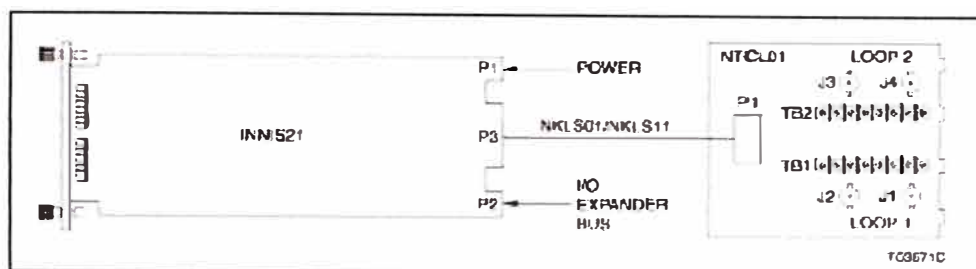 P1
POWER
INNIS21
P3
NKLS01/NKLS11
P2
I/O
EXPANDER
BUS
NTCL01
LOOP 2
J3
J4
P1
TB2
TB1
J2
J1
LOOP 1